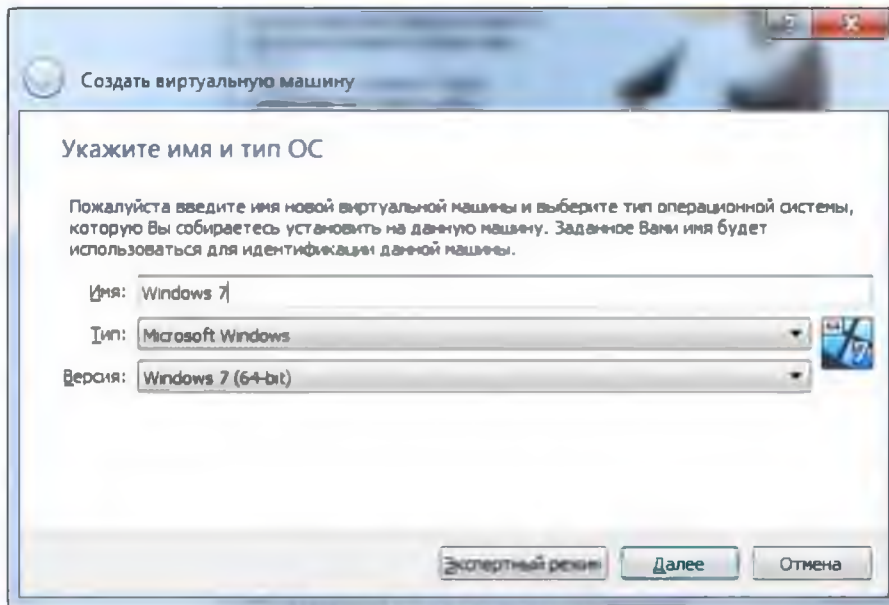 Создать виртуальную машину
Укажите имя и тип ОС
Пожалуйста введите имя новой виртуальной машины и выберите тип операционной системы,
которую Вы собираетесь установить на данную машину. Заданное Вами имя будет
использоваться для идентификации данной машины.
Имя: Windows 7
Тип: Microsoft Windows
Версия: Windows 7 (64-bit)
Экспертный режим Далее Отмена